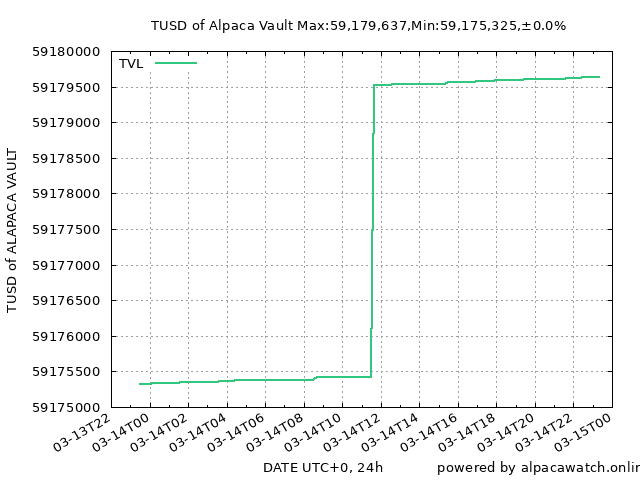 TUSD of Alpaca Vault Max:59,179,637,Min:59,175,325,±0.0%
TVL
59180000
59179500
59179000
59178500
59178000
59177500
59177000
59176500
59176000
59175500
59175000
TUSD of ALAPACA VAULT
03-13T22
03-14T00
03-14T02
03-14T04
03-14T06
03-14T08
03-14T10
03-14T12
03-14T14
03-14T16
03-14T18
03-14T20
03-14T22
03-15T00
DATE UTC+0, 24h
powered by alpacawatch.onlin